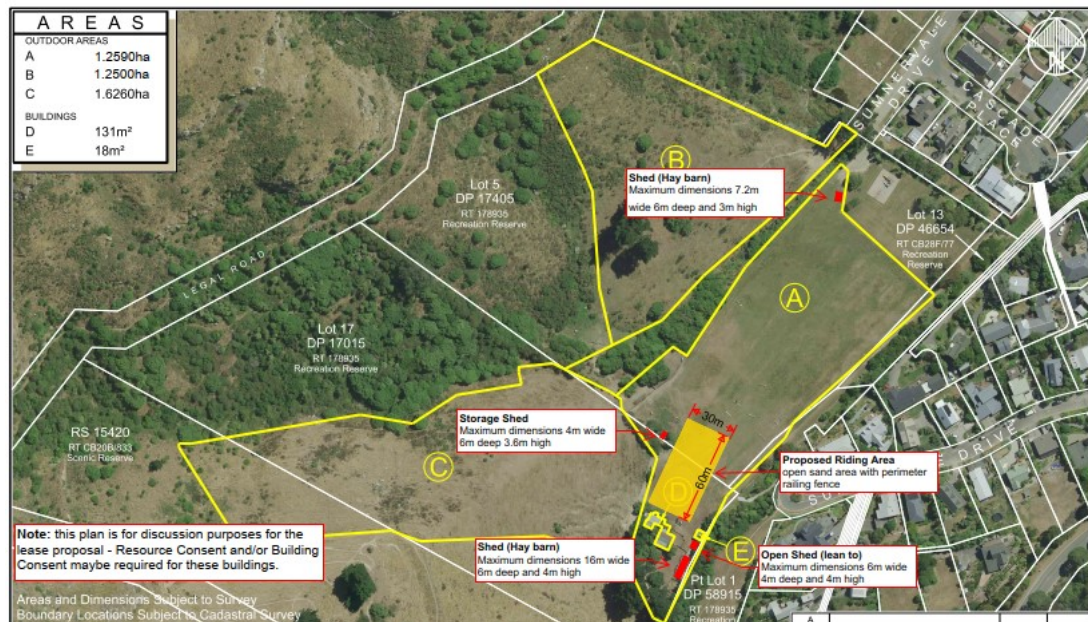 A R E A S
OUTDOOR AREAS
A 1.2590ha
B 1.2500ha
C 1.6260ha
BUILDINGS
D 131m²
E 18m²
SUMNERVALE
DRIVE
CASCADE
PLACE
N
B
Shed (Hay barn)
Maximum dimensions 7.2m
wide 6m deep and 3m high
Lot 5
DP 17405
RT 178935
Recreation Reserve
Lot 13
DP 46654
RT CB28F/77
Recreation
Reserve
LEGAL ROAD
A
Lot 17
DP 17015
RT 178935
Recreation Reserve
Storage Shed
Maximum dimensions 4m wide
6m deep 3.6m high
30m
60m
RS 15420
RT CB20B/833
Scenic Reserve
C
Proposed Riding Area
open sand area with perimeter
railing fence
DRIVE
D
Note: this plan is for discussion purposes for the
lease proposal - Resource Consent and/or Building
Consent maybe required for these buildings.
Shed (Hay barn)
Maximum dimensions 16m wide
6m deep and 4m high
E
Open Shed (lean to)
Maximum dimensions 6m wide
4m deep and 4m high
Pt Lot 1
DP 58915
RT 178935
Recreation
Areas and Dimensions Subject to Survey
Boundary Locations Subject to Cadastral Survey
A